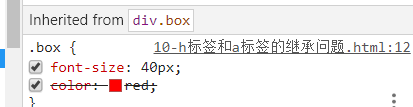 Inherited from div.box
.box { 10-h标签和a标签的继承问题.html:12
font-size: 40px;
color: red;
}